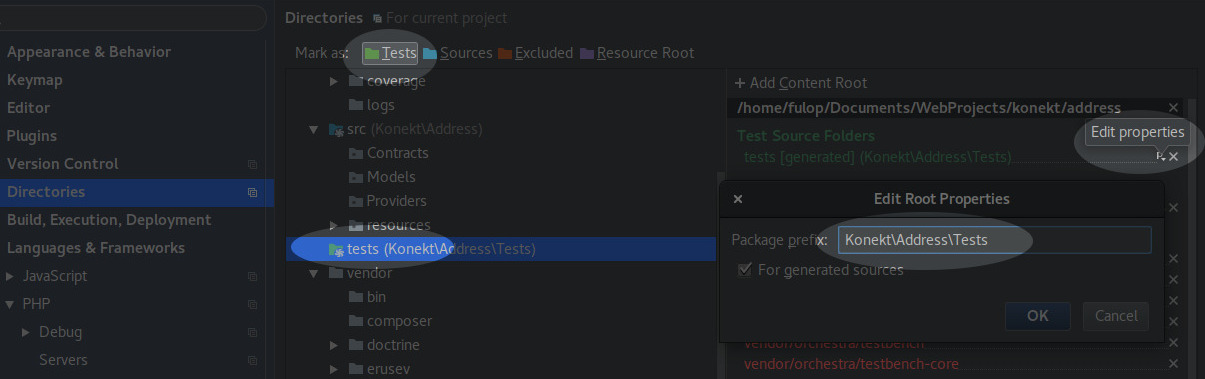 Appearance & Behavior
Keymap
Editor
Plugins
Version Control
Directories
Build, Execution, Deployment
Languages & Frameworks
JavaScript
PHP
Debug
Servers
Directories For current project
Mark as: Tests Sources Excluded Resource Root
coverage
logs
src (Konekt\Address)
Contracts
Models
Providers
resources
tests (Konekt\Address\Tests)
vendor
bin
composer
doctrine
erusev
+ Add Content Root
/home/fulop/Documents/WebProjects/konekt/address
Test Source Folders
Edit properties
tests [generated] (Konekt\Address\Tests)
Edit Root Properties
Package prefix: Konekt\Address\Tests
For generated sources
OK Cancel
vendor/orchestra/testbench
vendor/orchestra/testbench-core